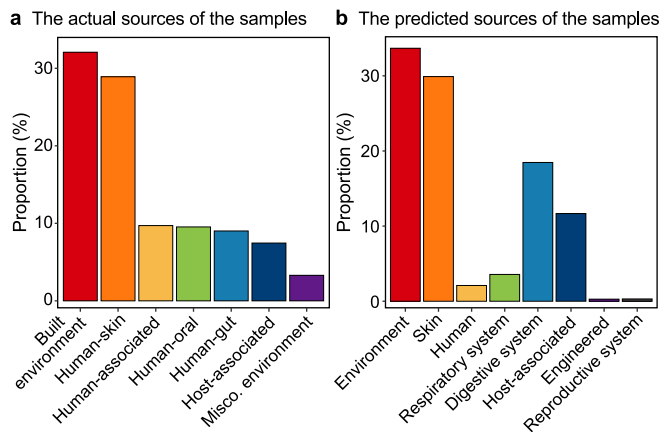 a The actual sources of the samples
Proportion (%)
30
20
10
0
Built
environment
Human-skin
Human-associated
Human-oral
Human-gut
Host-associated
Misco. environment
b The predicted sources of the samples
Proportion (%)
30
20
10
0
Environment
Skin
Human
Respiratory system
Digestive system
Host-associated
Engineered
Reproductive system